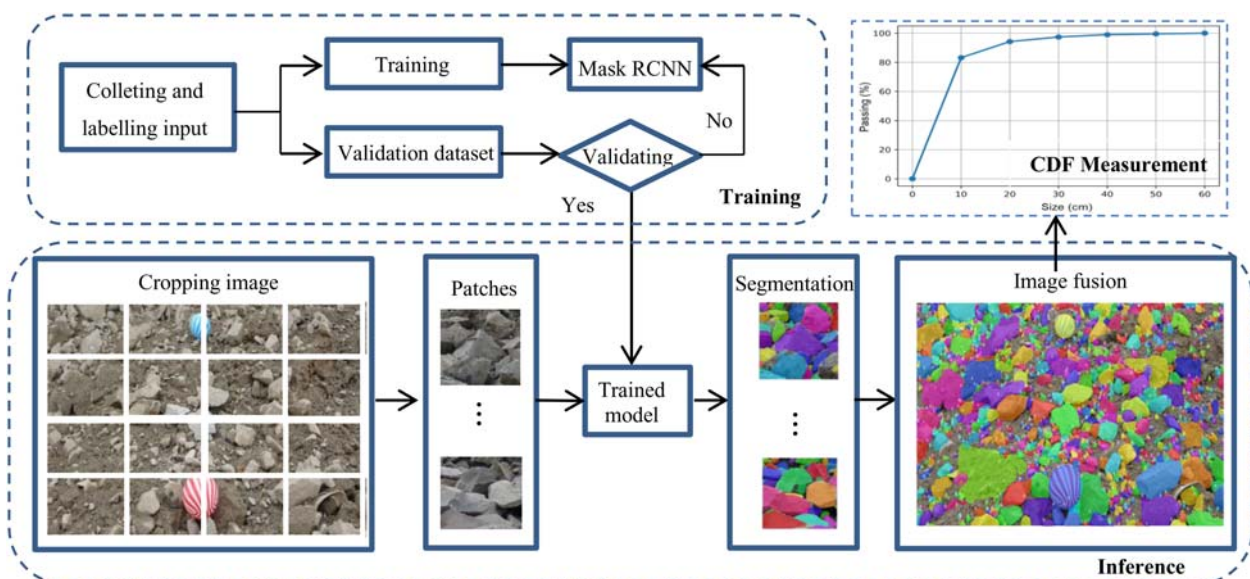 Colleting and
labelling input
Training
Mask RCNN
Validation dataset
Validating
No
Yes
Training
100
80
60
40
20
0
Passing (%)
0 10 20 30 40 50 60
Size (cm)
CDF Measurement
Cropping image
Patches
Trained
model
Segmentation
Image fusion
Inference